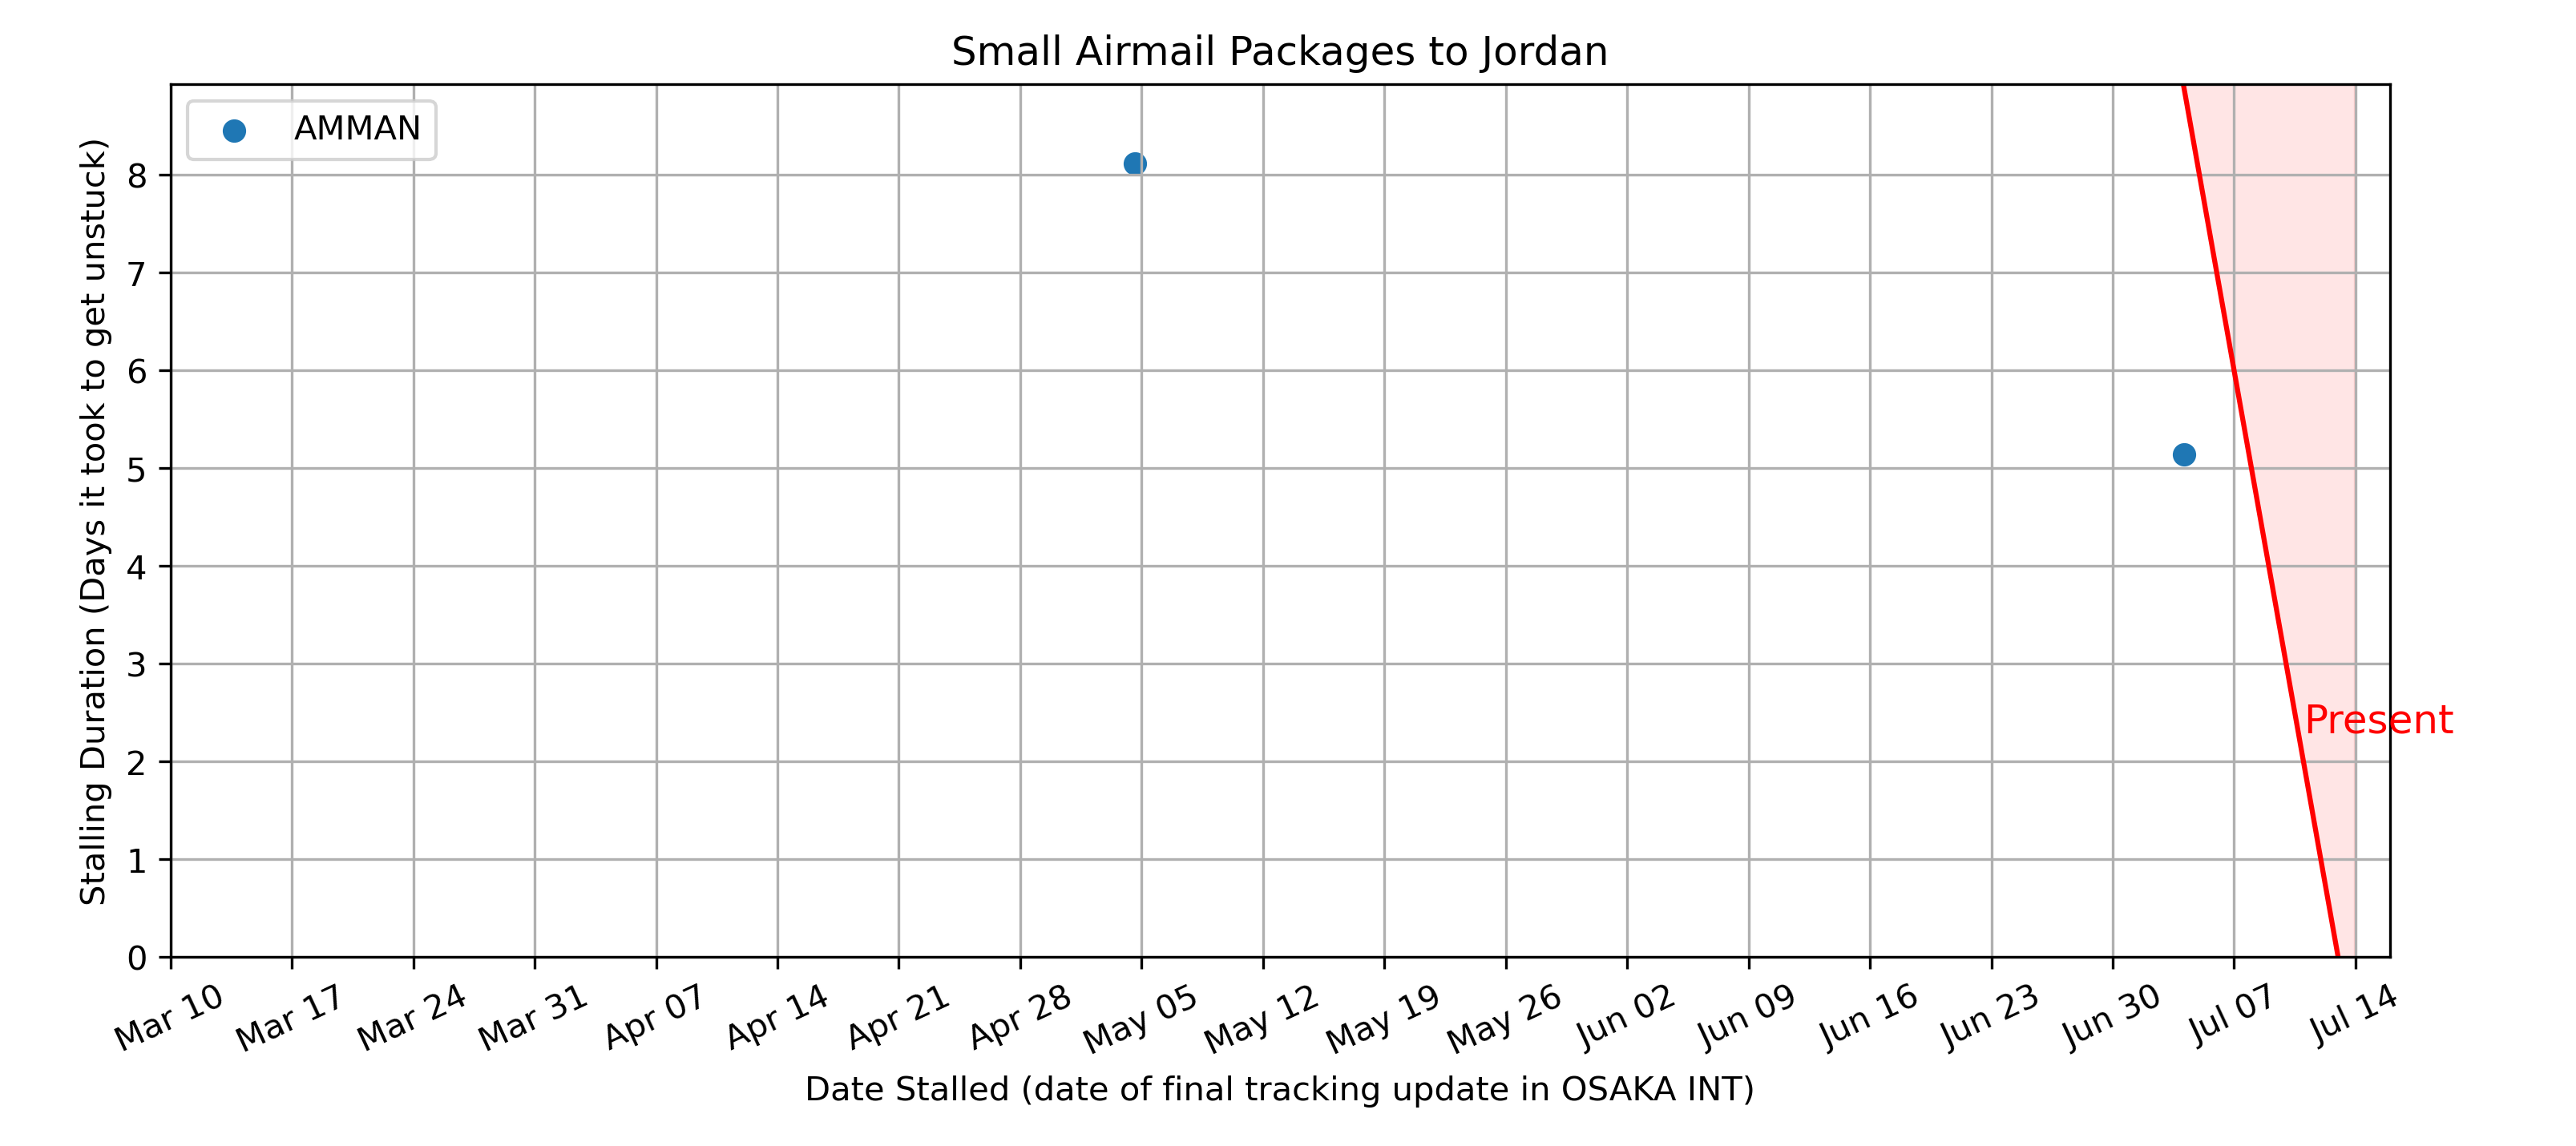 Small Airmail Packages to Jordan
AMMAN
Stalling Duration (Days it took to get unstuck)
8
7
6
5
4
3
2
1
0
Present
Mar 10
Mar 17
Mar 24
Mar 31
Apr 07
Apr 14
Apr 21
Apr 28
May 05
May 12
May 19
May 26
Jun 02
Jun 09
Jun 16
Jun 23
Jun 30
Jul 07
Jul 14
Date Stalled (date of final tracking update in OSAKA INT)